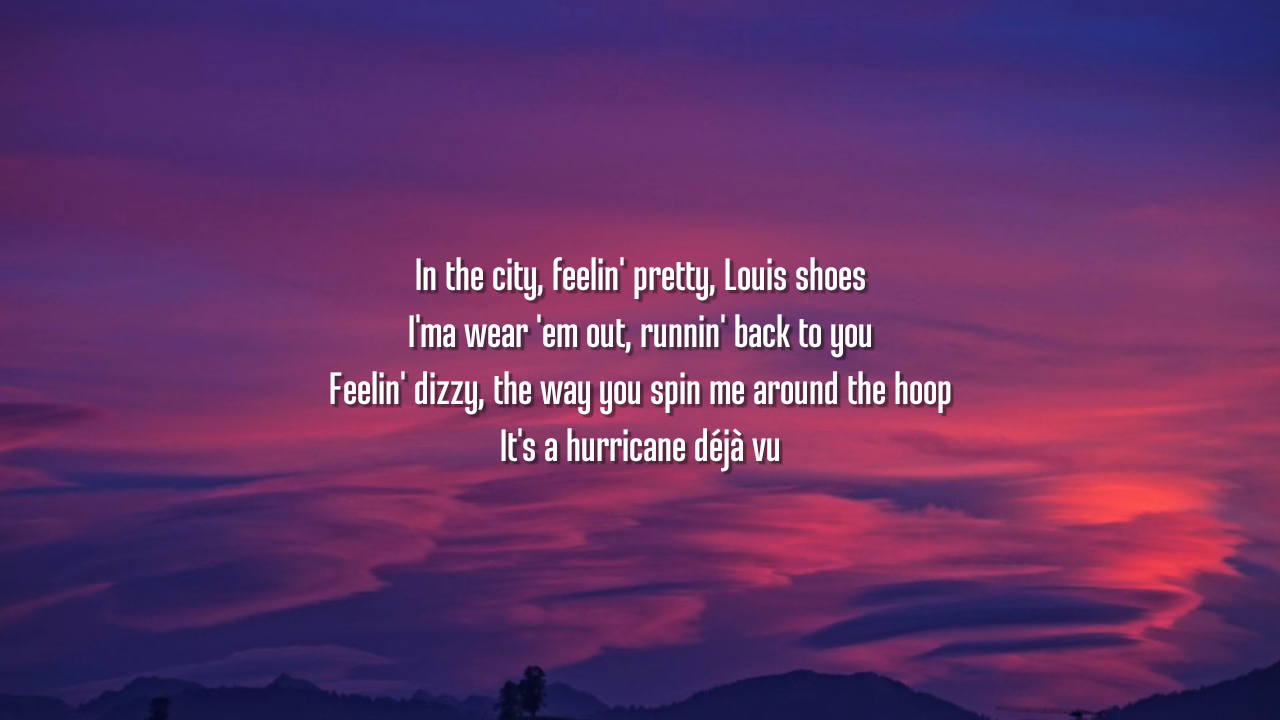 In the city, feelin' pretty, Louis shoes
I'ma wear 'em out, runnin' back to you
Feelin' dizzy, the way you spin me around the hoop
It's a hurricane déjà vu